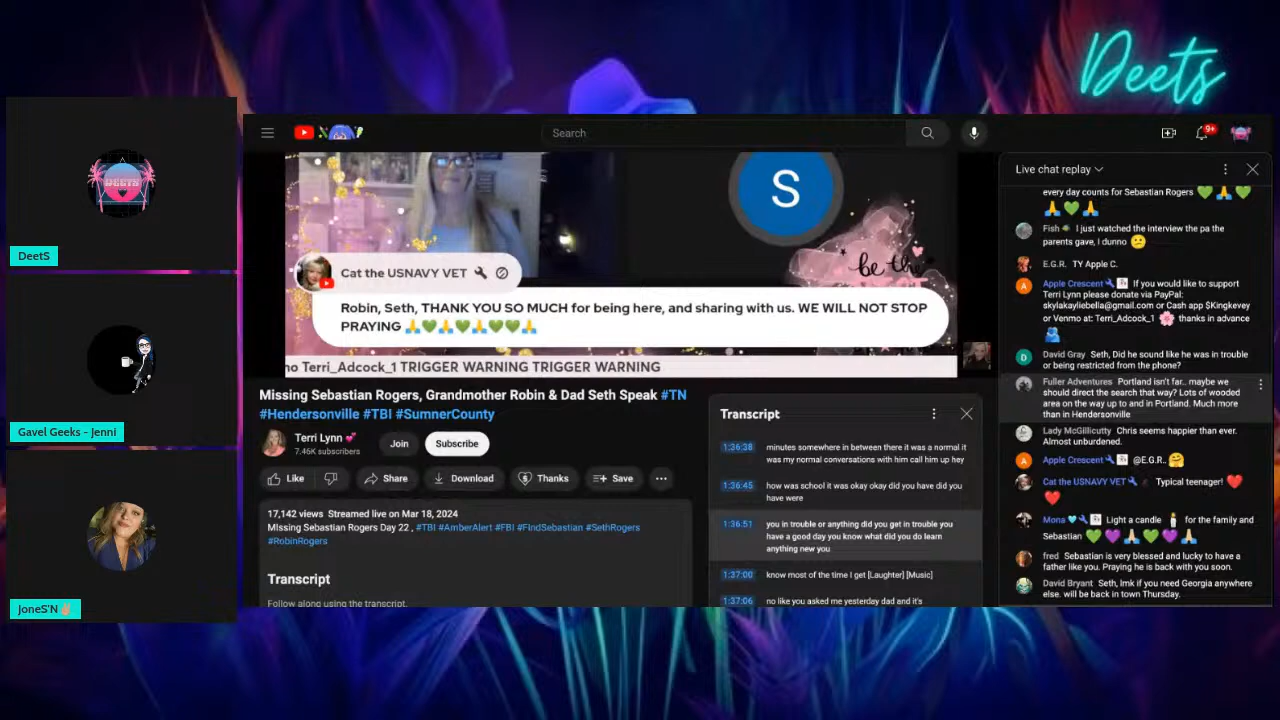 Deets
DEETS
DeetS
Gavel Geeks - Jenni
JoneS'N✌🏼
Search
9+
S
be the
Cat the USNAVY VET
Robin, Seth, THANK YOU SO MUCH for being here, and sharing with us. WE WILL NOT STOP
PRAYING 🙏💚🙏💚🙏💚💚🙏
no Terri_Adcock_1 TRIGGER WARNING TRIGGER WARNING
Missing Sebastian Rogers, Grandmother Robin & Dad Seth Speak #TN
#Hendersonville #TBI #SumnerCounty
Terri Lynn 💕
7.46K subscribers
Join
Subscribe
Like
Share
Download
Thanks
Save
17,142 views Streamed live on Mar 18, 2024
MIssing Sebastian Rogers Day 22 , #TBI #AmberAlert #FBI #FindSebastian #SethRogers
#RobinRogers
Transcript
Follow along using the transcript.
Transcript
1:36:38 minutes somewhere in between there it was a normal it
was my normal conversations with him call him up hey
1:36:45 how was school it was okay okay did you have did you
have were
1:36:51 you in trouble or anything did you get in trouble you
have a good day you know what did you do learn
anything new you
1:37:00 know most of the time I get [Laughter] [Music]
1:37:06 no like you asked me yesterday dad and it's
Live chat replay
every day counts for Sebastian Rogers 💚🙏💚
🙏💚🙏
Fish I just watched the interview the pa the
parents gave, I dunno 😕
E.G.R. TY Apple C.
Apple Crescent If you would like to support
Terri Lynn please donate via PayPal:
skylakayliebella@gmail.com or Cash app $Kingkevey
or Venmo at: Terri_Adcock_1 🌸 thanks in advance
🫂
David Gray Seth, Did he sound like he was in trouble
or being restricted from the phone?
Fuller Adventures Portland isn't far.. maybe we
should direct the search that way? Lots of wooded
area on the way up to and in Portland. Much more
than in Hendersonville
Lady McGillicutty Chris seems happier than ever.
Almost unburdened.
Apple Crescent @E.G.R.. 🤗
Cat the USNAVY VET Typical teenager! ❤️
❤️
Mona 🩵 Light a candle 🕯️ for the family and
Sebastian 💚💜🙏💚💜🙏
fred Sebastian is very blessed and lucky to have a
father like you. Praying he is back with you soon.
David Bryant Seth, lmk if you need Georgia anywhere
else. will be back in town Thursday.